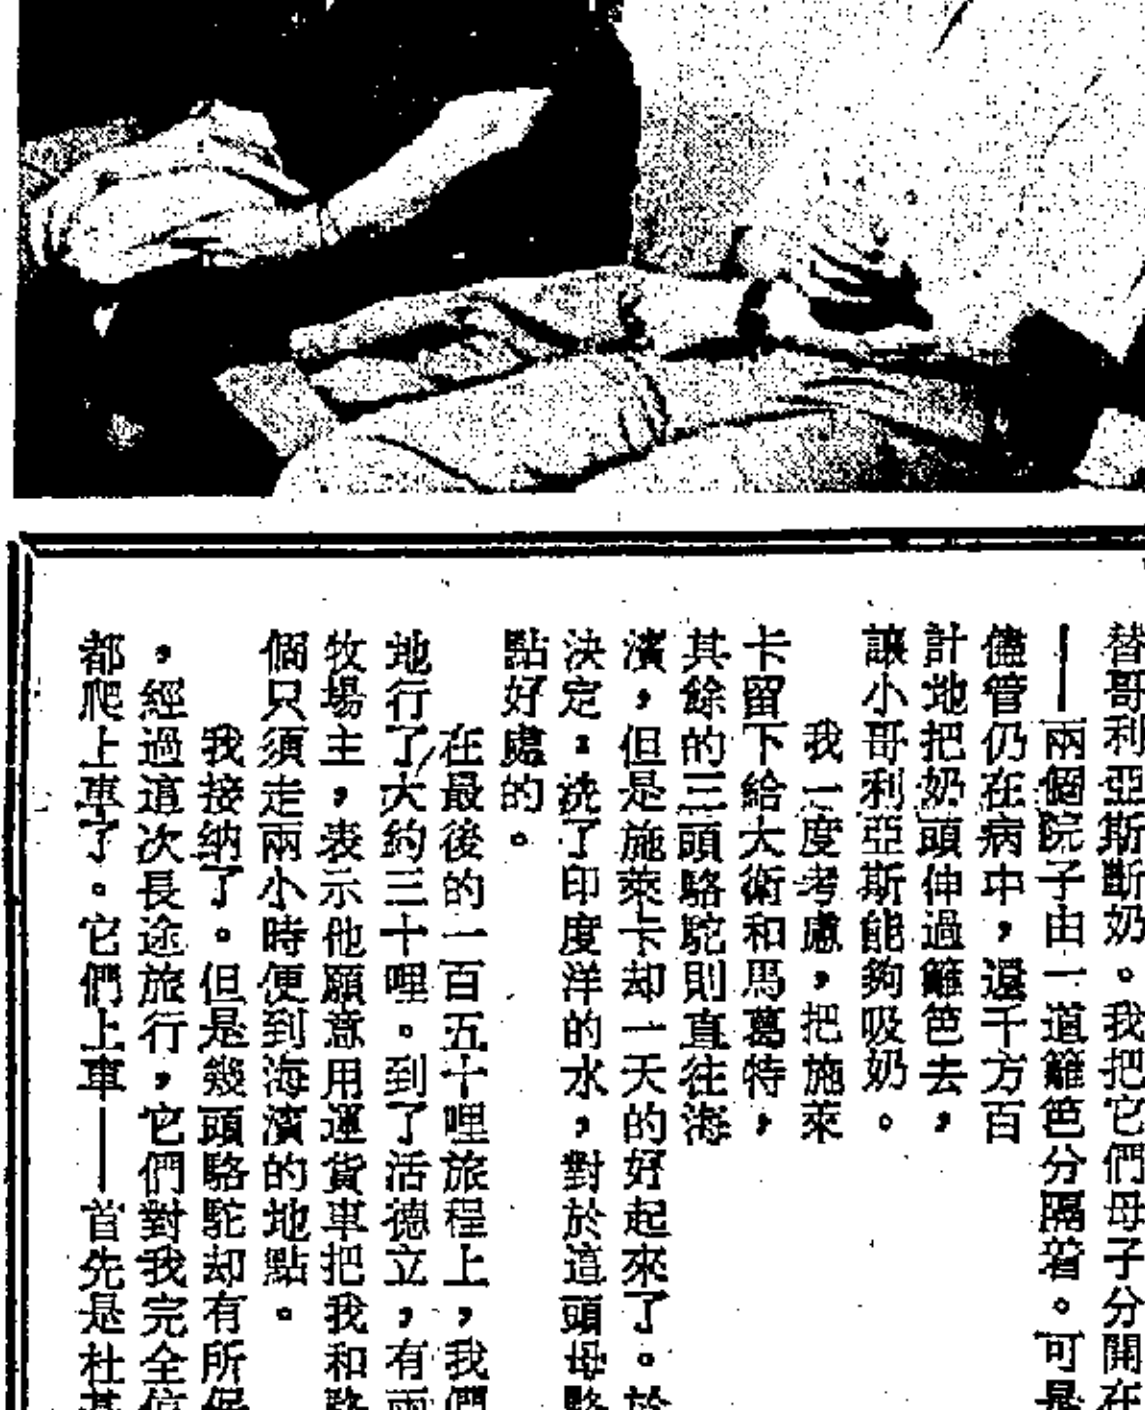 替哥利亞斯斷奶。我把它們母子分開在
——兩個院子由一道籬笆分隔着。可是
儘管仍在病中，還千方百
計地把奶頭伸過籬笆去，
讓小哥利亞斯能夠吸奶。
我一度考慮，把施萊
卡留下給大衛和馬葛特，
其餘的三頭駱駝則直往海
濱，但是施萊卡却一天的好起來了。於
決定：洗了印度洋的水，對於這頭母駱
點好處的。
在最後的一百五十哩旅程上，我們
地行了大約三十哩。到了活德立，有兩
牧場主，表示他願意用運貨車把我和駱
個只須走兩小時便到海濱的地點。
我接納了。但是幾頭駱駝却有所保
，經過這次長途旅行，它們對我完全信
都爬上車了。它們上車——首先是杜